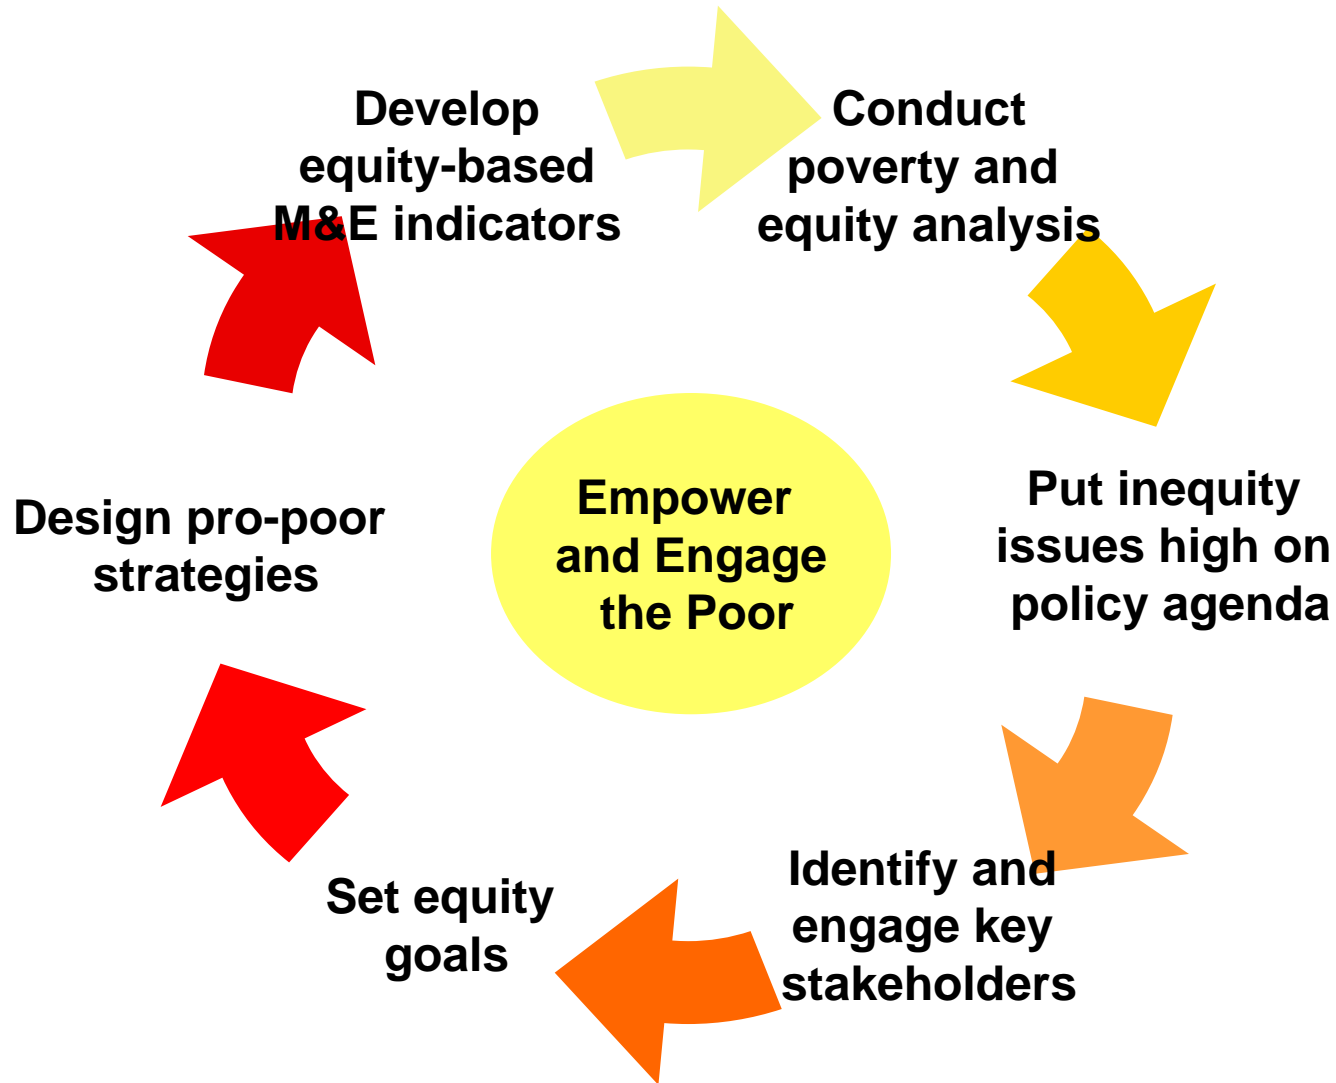 Develop
equity-based
M&E indicators
Conduct
poverty and
equity analysis
Put inequity
issues high on
policy agenda
Identify and
engage key
stakeholders
Set equity
goals
Design pro-poor
strategies
Empower
and Engage
the Poor